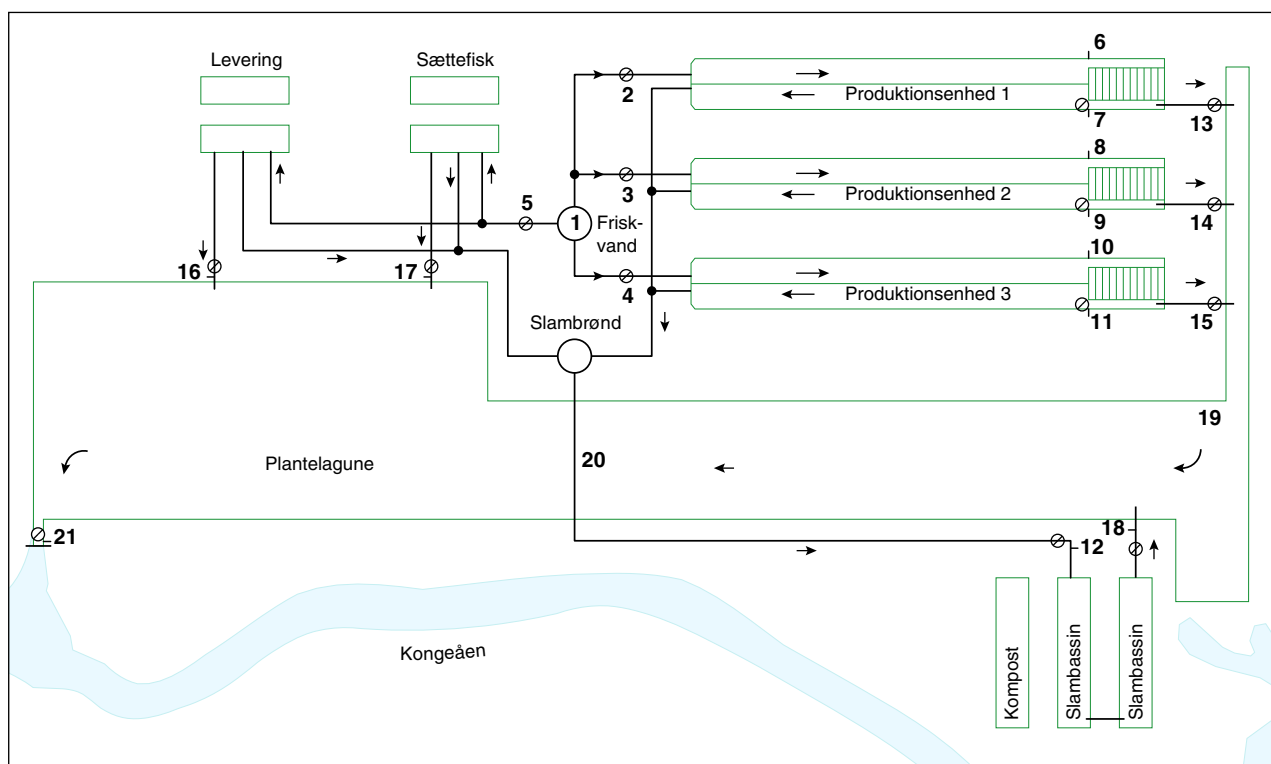 Levering
Sættefisk
6
2
Produktionsenhed 1
7
13
8
3
Produktionsenhed 2
5
1
Frisk-
vand
9
14
16
17
10
4
Produktionsenhed 3
11
15
Slambrønd
19
Plantelagune
20
21
18
12
Kongeåen
Kompost
Slambassin
Slambassin